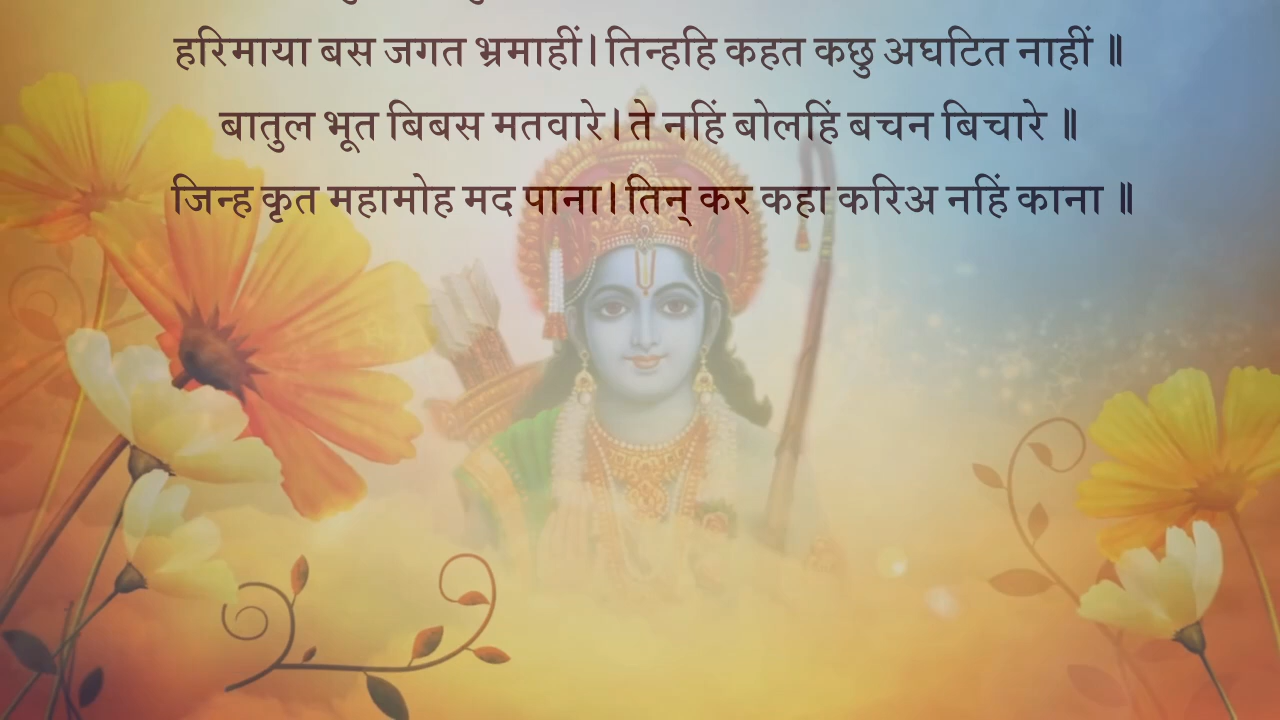 हरिमाया बस जगत भ्रमाहीं। तिन्हहि कहत कछु अघटित नाहीं ॥
बातुल भूत बिबस मतवारे। ते नहिं बोलहिं बचन बिचारे ॥
जिन्ह कृत महामोह मद पाना। तिन् कर कहा करिअ नहिं काना ॥